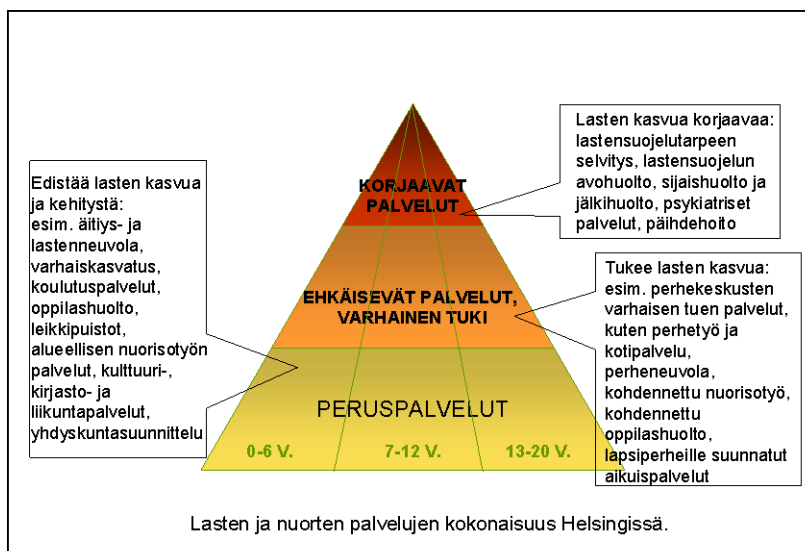 Lasten kasvua korjaavaa:
lastensuojelutarpeen
selvitys, lastensuojelun
avohuolto, sijaishuolto ja
jälkihuolto, psykiatriset
palvelut, päihdehoito
Edistää lasten kasvua
ja kehitystä:
esim. äitiys- ja
lastenneuvola,
varhaiskasvatus,
koulutuspalvelut,
oppilashuolto,
leikkipuistot,
alueellisen nuorisotyön
palvelut, kulttuuri-,
kirjasto- ja
liikuntapalvelut,
yhdyskuntasuunnittelu
KORJAAVAT
PALVELUT
Tukee lasten kasvua:
esim. perhekeskusten
varhaisen tuen palvelut,
kuten perhetyö ja
kotipalvelu,
perheneuvola,
kohdennettu nuorisotyö,
kohdennettu
oppilashuolto,
lapsiperheille suunnatut
aikuispalvelut
EHKÄISEVÄT PALVELUT,
VARHAINEN TUKI
PERUSPALVELUT
0-6 V.
7-12 V.
13-20 V.
Lasten ja nuorten palvelujen kokonaisuus Helsingissä.